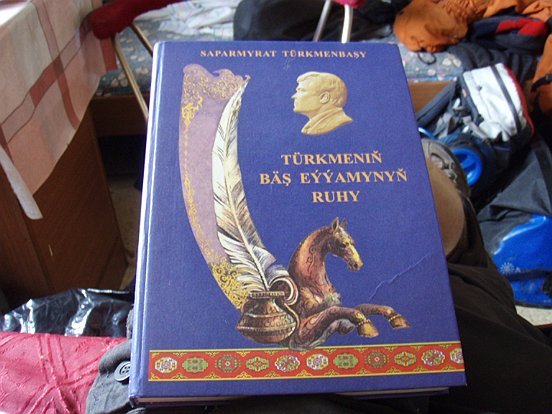 SAPARMYRAT TÜRKMENBAŞY
TÜRKMENIŇ
BÄŞ EÝÝAMYNYŇ
RUHY